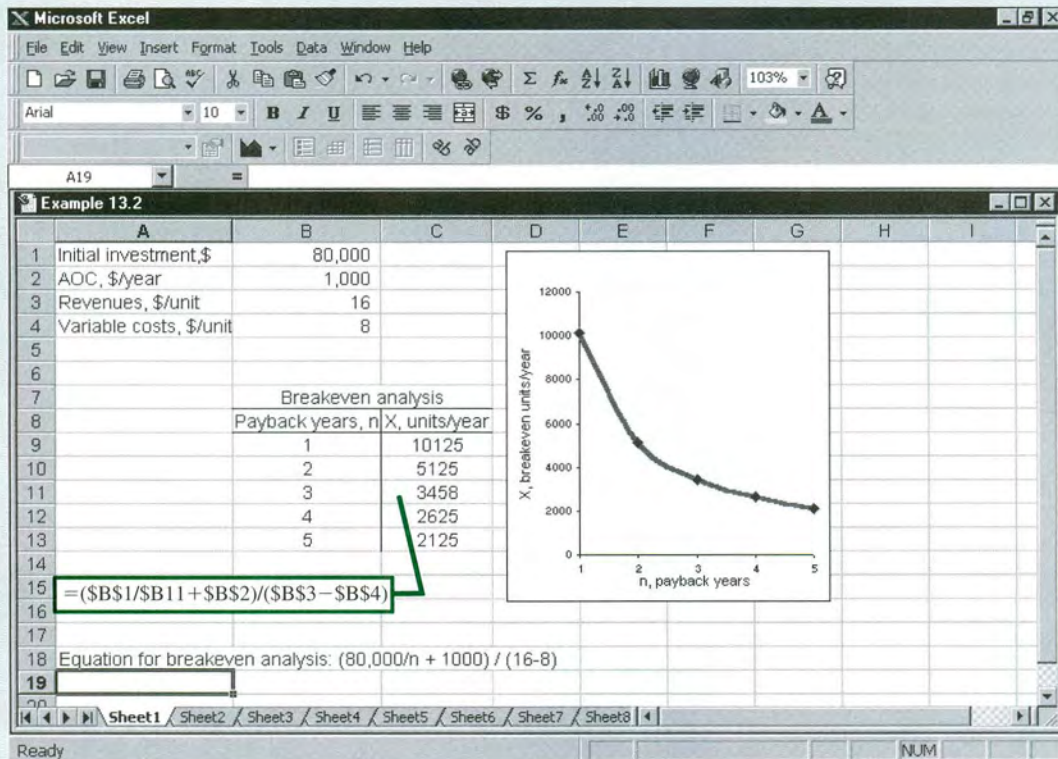 Microsoft Excel
File Edit View Insert Format Tools Data Window Help
103%
Arial 10 B I U $ % ,
A19 =
Example 13.2
A B C D E F G H I
1 Initial investment,$ 80,000
2 AOC, $/year 1,000
3 Revenues, $/unit 16
4 Variable costs, $/unit 8
5
6
7 Breakeven analysis
8 Payback years, n X, units/year
9 1 10125
10 2 5125
11 3 3458
12 4 2625
13 5 2125
14
15 =($B$1/$B11+$B$2)/($B$3−$B$4)
16
17
18 Equation for breakeven analysis: (80,000/n + 1000) / (16-8)
19
20
X, breakeven units/year
12000
10000
8000
6000
4000
2000
0
1 2 3 4 5
n, payback years
Sheet1 Sheet2 Sheet3 Sheet4 Sheet5 Sheet6 Sheet7 Sheet8
Ready NUM